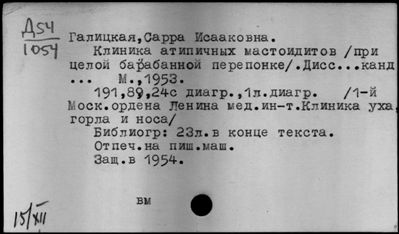 Д54
1054
Галицкая,Сарра Исааковна.
Клиника атипичных мастоидитов /при
целой барабанной перепонке/.Дисс...канд
... М.,1953.
191,89,24с диагр.,1л.диагр. /1-й
Моск.ордена Ленина мед.ин-т.Клиника уха,
горла и носа/
Библиогр: 23л.в конце текста.
Отпеч.на пиш.маш.
Защ.в 1954.
вм
15/XII